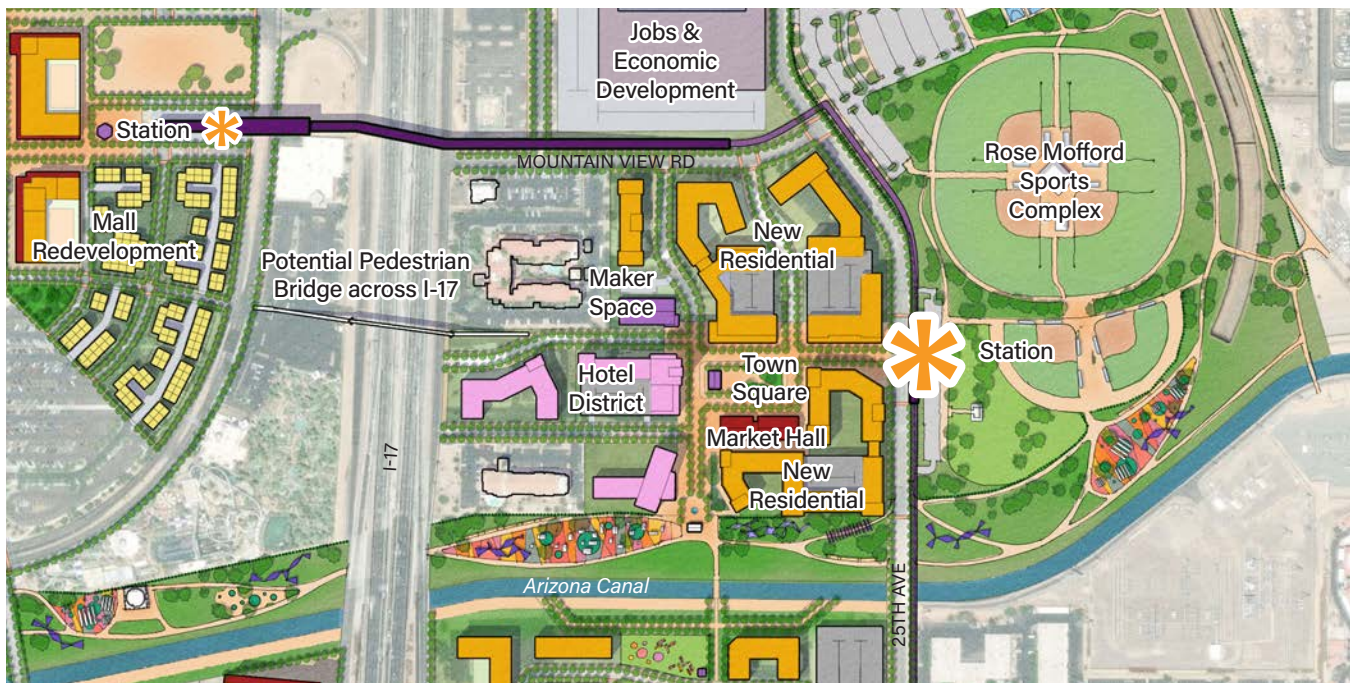 Jobs &
Economic
Development
Station
MOUNTAIN VIEW RD
Rose Mofford
Sports
Complex
Mall
Redevelopment
New
Residential
Potential Pedestrian
Bridge across I-17
Maker
Space
Station
Town
Square
Hotel
District
Market Hall
I-17
New
Residential
Arizona Canal
25TH AVE